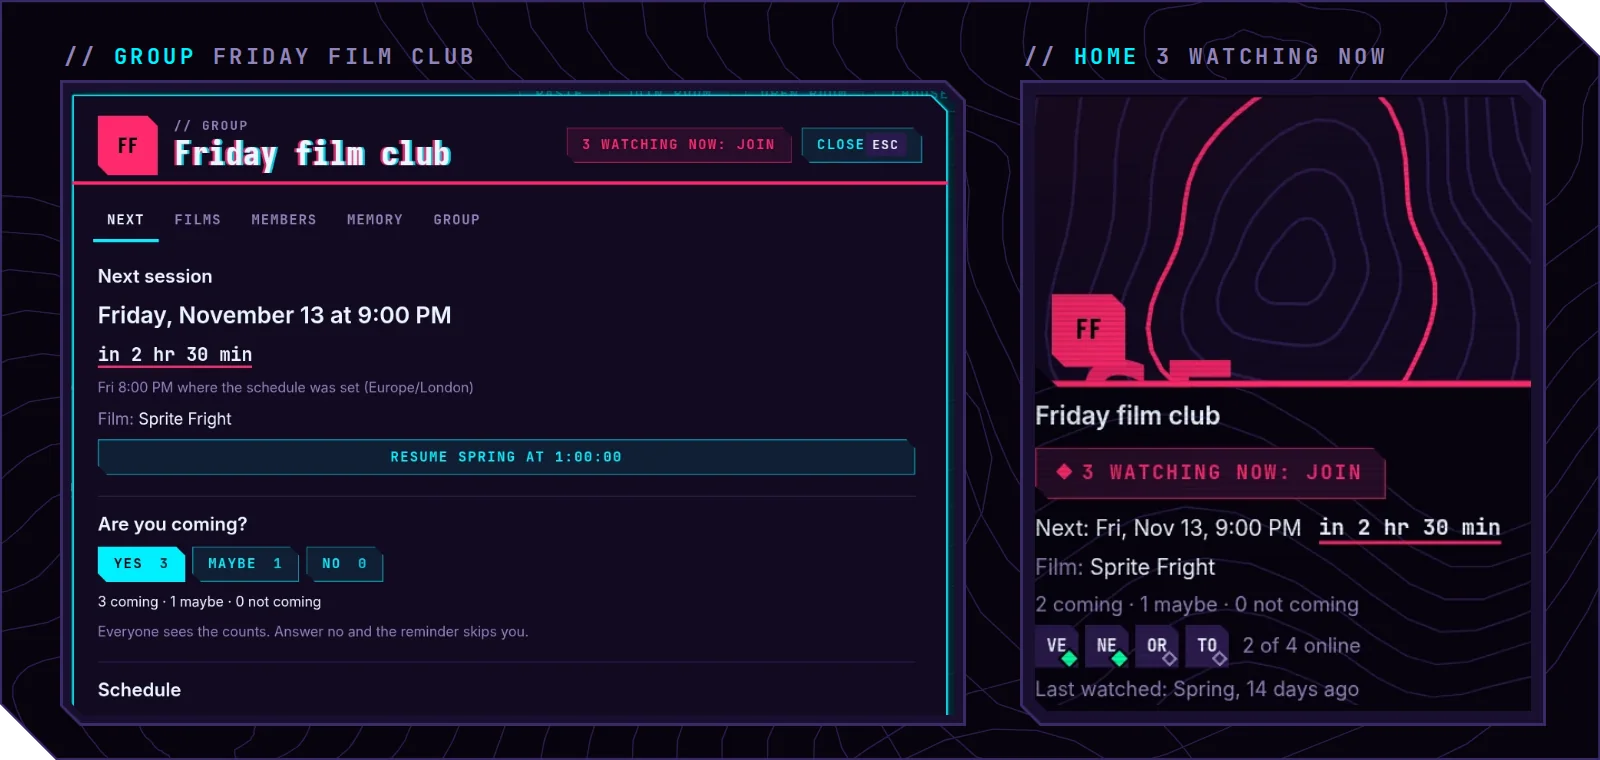 // GROUP FRIDAY FILM CLUB
FF
// GROUP
Friday film club
3 WATCHING NOW: JOIN
CLOSE ESC
NEXT FILMS MEMBERS MEMORY GROUP
Next session
Friday, November 13 at 9:00 PM
in 2 hr 30 min
Fri 8:00 PM where the schedule was set (Europe/London)
Film: Sprite Fright
RESUME SPRING AT 1:00:00
Are you coming?
YES 3 MAYBE 1 NO 0
3 coming · 1 maybe · 0 not coming
Everyone sees the counts. Answer no and the reminder skips you.
Schedule
// HOME 3 WATCHING NOW
FF
Friday film club
3 WATCHING NOW: JOIN
Next: Fri, Nov 13, 9:00 PM in 2 hr 30 min
Film: Sprite Fright
2 coming · 1 maybe · 0 not coming
VE NE OR TO 2 of 4 online
Last watched: Spring, 14 days ago